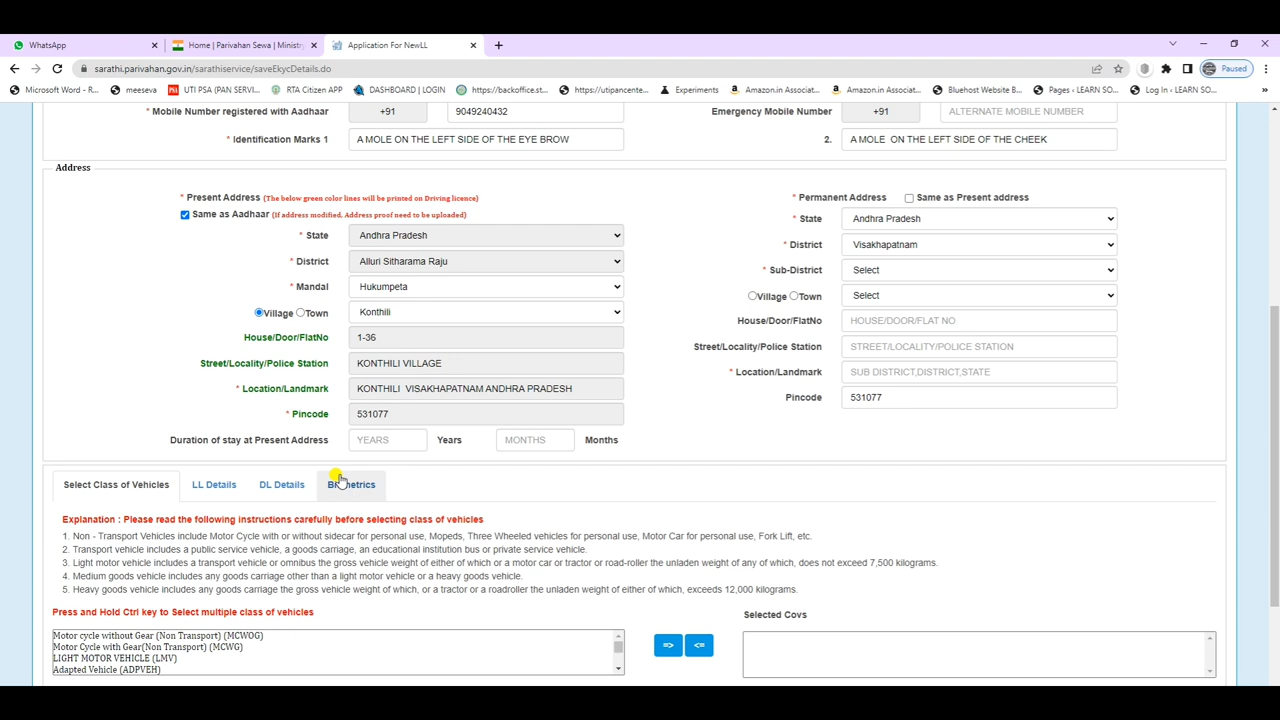 WhatsApp
Home | Parivahan Sewa | Ministry
Application For NewLL
sarathi.parivahan.gov.in/sarathiservice/saveEkycDetails.do
Paused
Microsoft Word - R...
meeseva
UTI PSA (PAN SERVI...
RTA Citizen APP
DASHBOARD | LOGIN
https://backoffice.st...
https://utipancente...
Experiments
Amazon.in Associat...
Amazon.in Associat...
Bluehost Website B...
Pages ‹ LEARN SO...
Log In ‹ LEARN SO...
»
* Mobile Number registered with Aadhaar +91 9049240432
Emergency Mobile Number +91 ALTERNATE MOBILE NUMBER
* Identification Marks 1 A MOLE ON THE LEFT SIDE OF THE EYE BROW
2. A MOLE ON THE LEFT SIDE OF THE CHEEK
Address
* Present Address (The below green color lines will be printed on Driving licence)
Same as Aadhaar (If address modified, Address proof need to be uploaded)
* State Andhra Pradesh
* District Alluri Sitharama Raju
* Mandal Hukumpeta
Village Town Konthili
House/Door/FlatNo 1-36
Street/Locality/Police Station KONTHILI VILLAGE
* Location/Landmark KONTHILI VISAKHAPATNAM ANDHRA PRADESH
* Pincode 531077
Duration of stay at Present Address YEARS Years MONTHS Months
* Permanent Address Same as Present address
* State Andhra Pradesh
* District Visakhapatnam
* Sub-District Select
Village Town Select
House/Door/FlatNo HOUSE/DOOR/FLAT NO
Street/Locality/Police Station STREET/LOCALITY/POLICE STATION
* Location/Landmark SUB DISTRICT,DISTRICT,STATE
Pincode 531077
Select Class of Vehicles LL Details DL Details Biometrics
Explanation : Please read the following instructions carefully before selecting class of vehicles
1. Non - Transport Vehicles include Motor Cycle with or without sidecar for personal use, Mopeds, Three Wheeled vehicles for personal use, Motor Car for personal use, Fork Lift, etc.
2. Transport vehicle includes a public service vehicle, a goods carriage, an educational institution bus or private service vehicle.
3. Light motor vehicle includes a transport vehicle or omnibus the gross vehicle weight of either of which or a motor car or tractor or road-roller the unladen weight of any of which, does not exceed 7,500 kilograms.
4. Medium goods vehicle includes any goods carriage other than a light motor vehicle or a heavy goods vehicle.
5. Heavy goods vehicle includes any goods carriage the gross vehicle weight of which, or a tractor or a roadroller the unladen weight of either of which, exceeds 12,000 kilograms.
Press and Hold Ctrl key to Select multiple class of vehicles
Selected Covs
Motor cycle without Gear (Non Transport) (MCWOG)
Motor Cycle with Gear(Non Transport) (MCWG)
LIGHT MOTOR VEHICLE (LMV)
Adapted Vehicle (ADPVEH)
=> <=